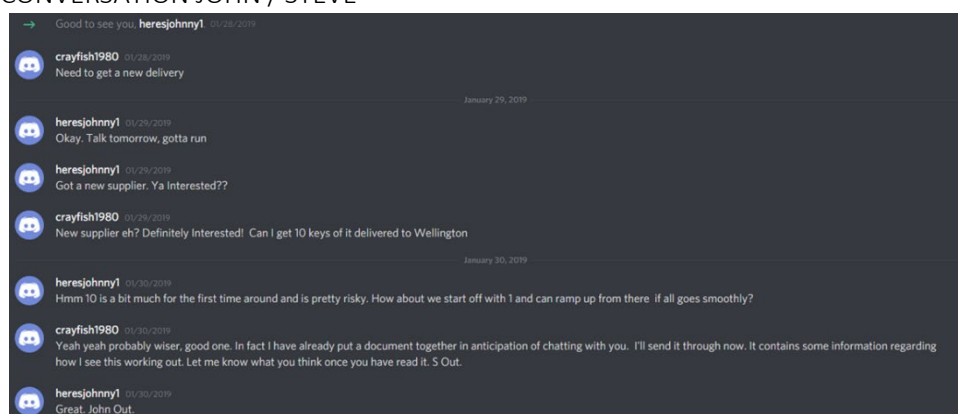 CONVERSATION JOHN / STEVE
Good to see you, heresjohnny1. 01/28/2019
crayfish1980 01/28/2019
Need to get a new delivery
January 29, 2019
heresjohnny1 01/29/2019
Okay. Talk tomorrow, gotta run
heresjohnny1 01/29/2019
Got a new supplier. Ya Interested??
crayfish1980 01/29/2019
New supplier eh? Definitely Interested! Can I get 10 keys of it delivered to Wellington
January 30, 2019
heresjohnny1 01/30/2019
Hmm 10 is a bit much for the first time around and is pretty risky. How about we start off with 1 and can ramp up from there if all goes smoothly?
crayfish1980 01/30/2019
Yeah yeah probably wiser, good one. In fact I have already put a document together in anticipation of chatting with you. I'll send it through now. It contains some information regarding
how I see this working out. Let me know what you think once you have read it. S Out.
heresjohnny1 01/30/2019
Great. John Out.